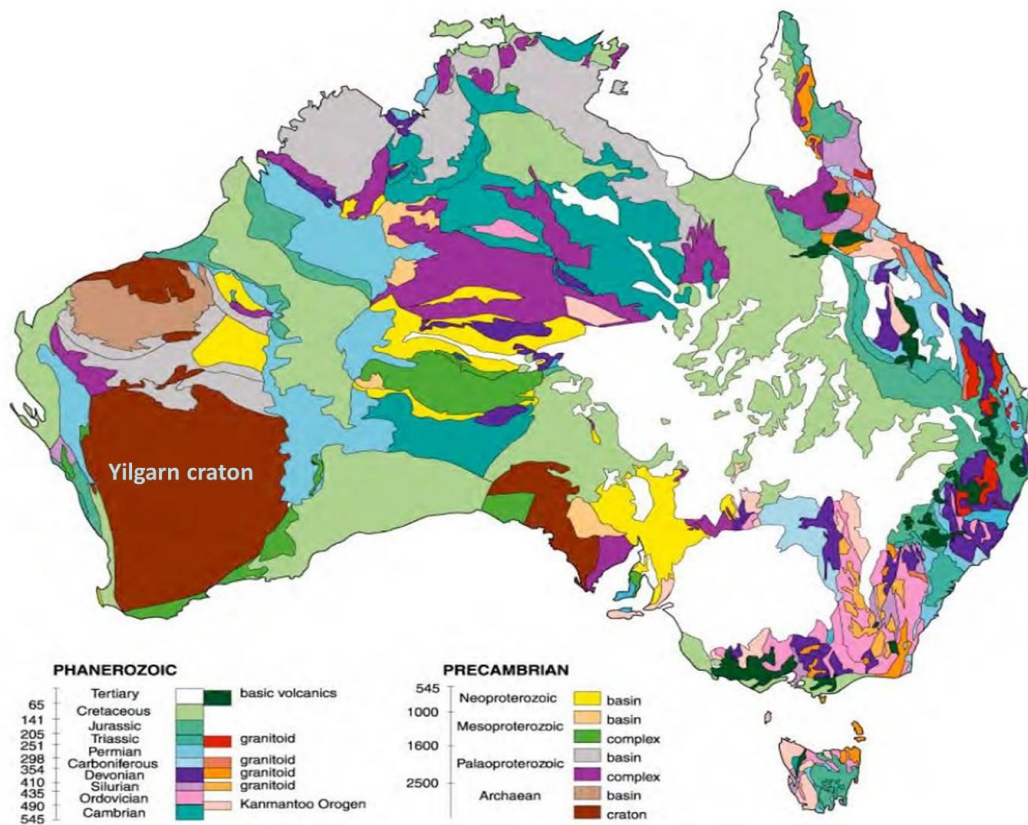 Yilgarn craton
PHANEROZOIC
Tertiary
basic volcanics
65
Cretaceous
141
Jurassic
205
Triassic
granitoid
251
Permian
298
Carboniferous
granitoid
354
Devonian
granitoid
410
Silurian
granitoid
435
Ordovician
490
Kanmantoo Orogen
Cambrian
545
PRECAMBRIAN
545
Neoproterozoic
basin
1000
Mesoproterozoic
basin
complex
1600
Palaoproterozoic
basin
complex
2500
Archaean
basin
craton